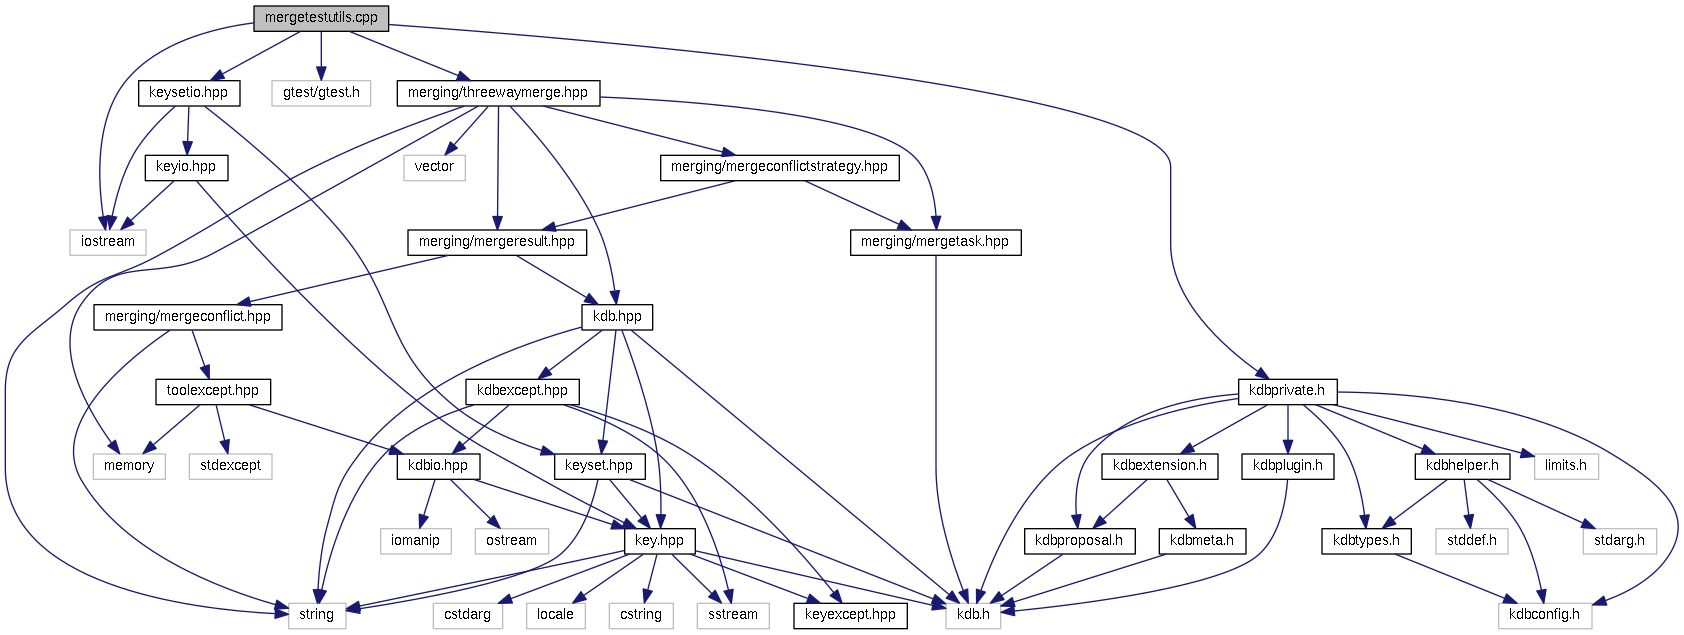 mergetestutils.cpp
keysetio.hpp
gtest/gtest.h
merging/threewaymerge.hpp
keyio.hpp
vector
merging/mergeconflictstrategy.hpp
iostream
merging/mergeresult.hpp
merging/mergetask.hpp
merging/mergeconflict.hpp
kdb.hpp
toolexcept.hpp
kdbexcept.hpp
kdbprivate.h
memory
stdexcept
kdbio.hpp
keyset.hpp
kdbextension.h
kdbplugin.h
kdbhelper.h
limits.h
iomanip
ostream
key.hpp
kdbproposal.h
kdbmeta.h
kdbtypes.h
stddef.h
stdarg.h
string
cstdarg
locale
cstring
sstream
keyexcept.hpp
kdb.h
kdbconfig.h